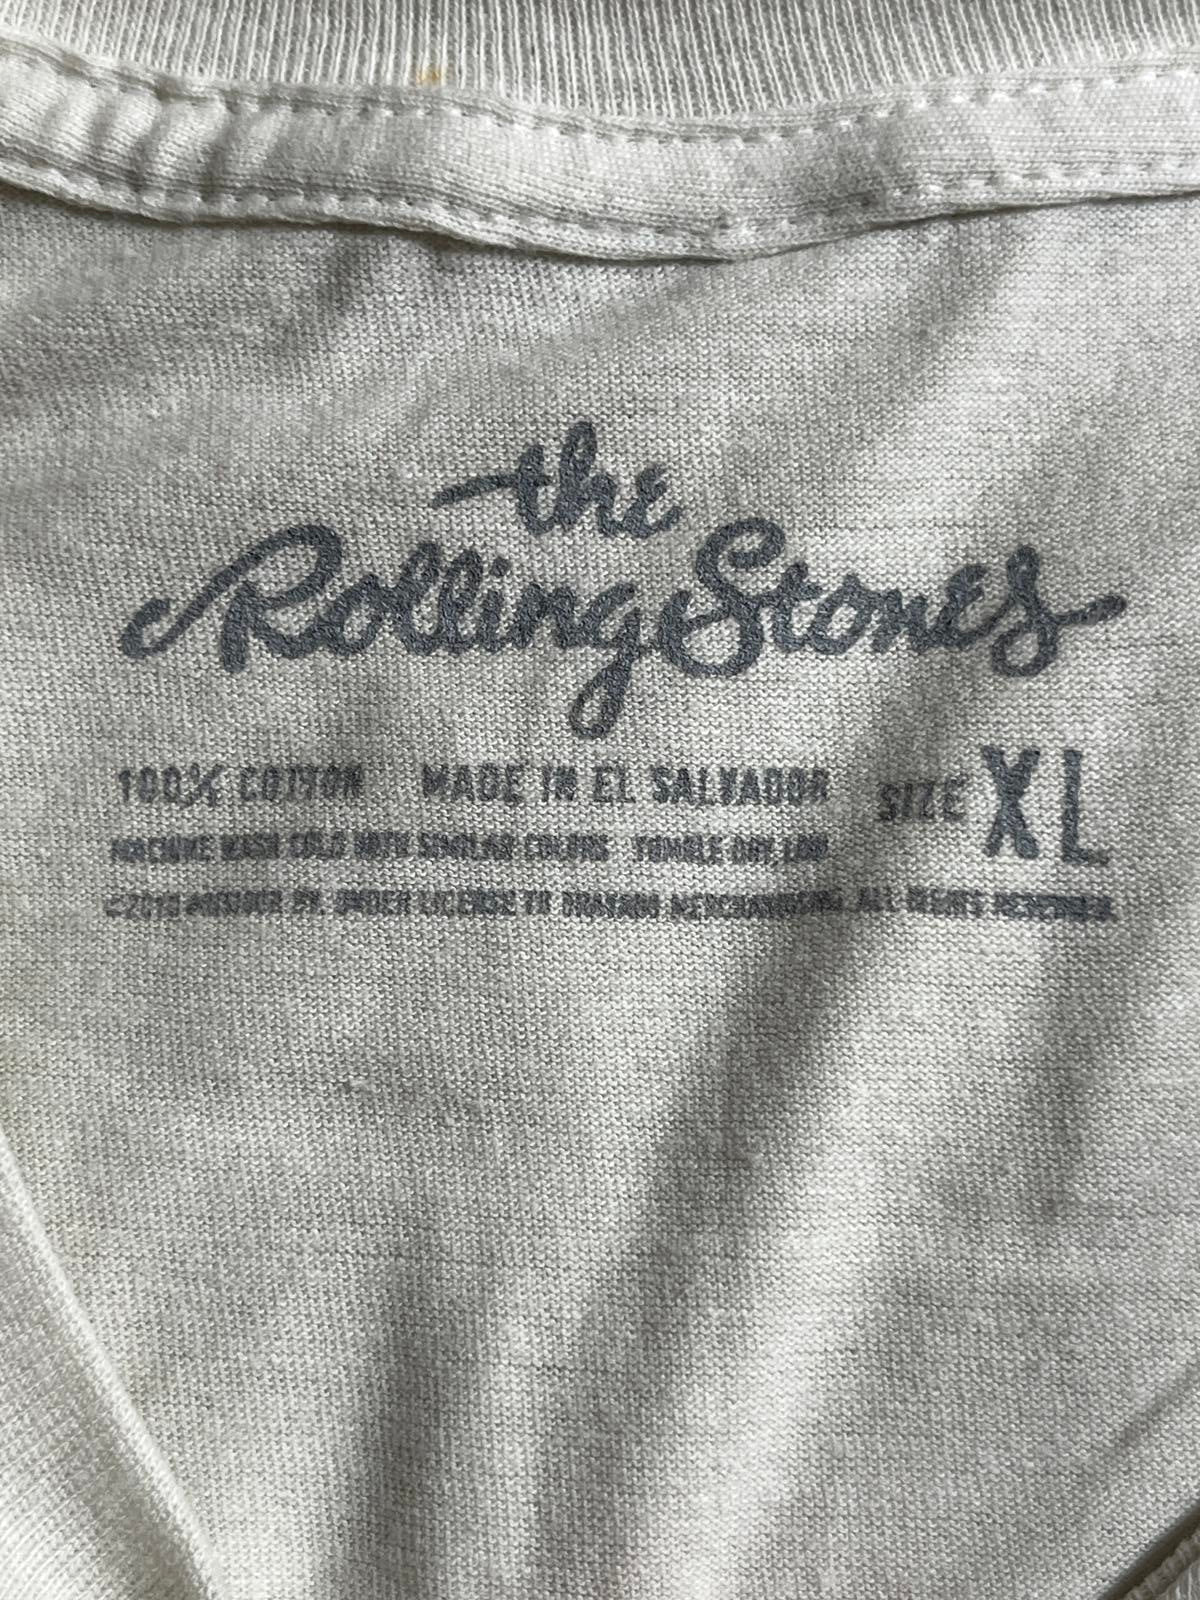 the
Rolling Stones
100% COTTON MADE IN EL SALVADOR SIZE XL
MACHINE WASH COLD WITH SIMILAR COLORS TUMBLE DRY LOW
UNDER LICENSE TO BRAVADO MERCHANDISING. ALL RIGHTS RESERVED.